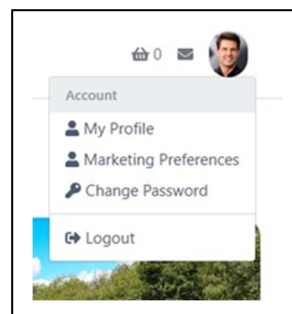 0
Account
My Profile
Marketing Preferences
Change Password
Logout